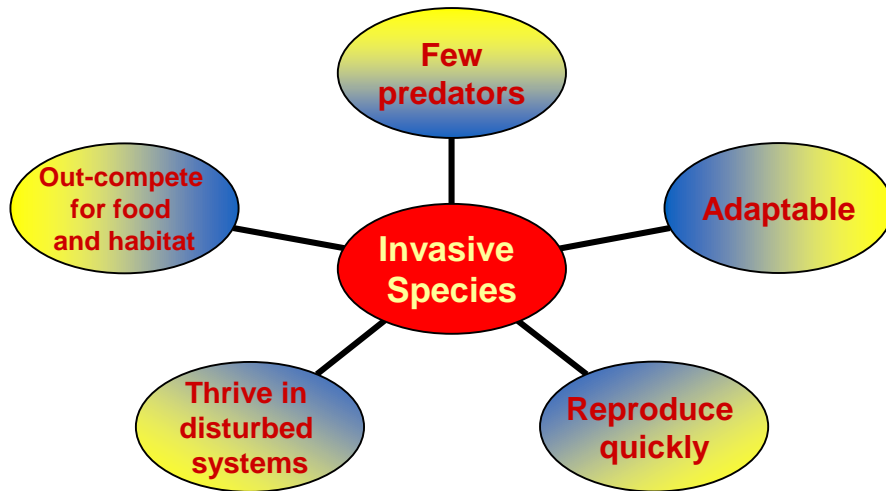 Few
predators
Out-compete
for food
and habitat
Adaptable
Invasive
Species
Thrive in
disturbed
systems
Reproduce
quickly